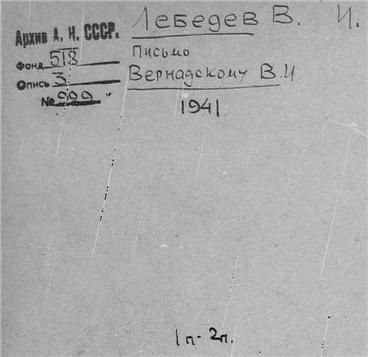 Архив А. Н. СССР.
Фонд 518
Опись 3
№ 999
Лебедев В. И.
Письмо
Вернадскому В.И
1941
1п-2п.